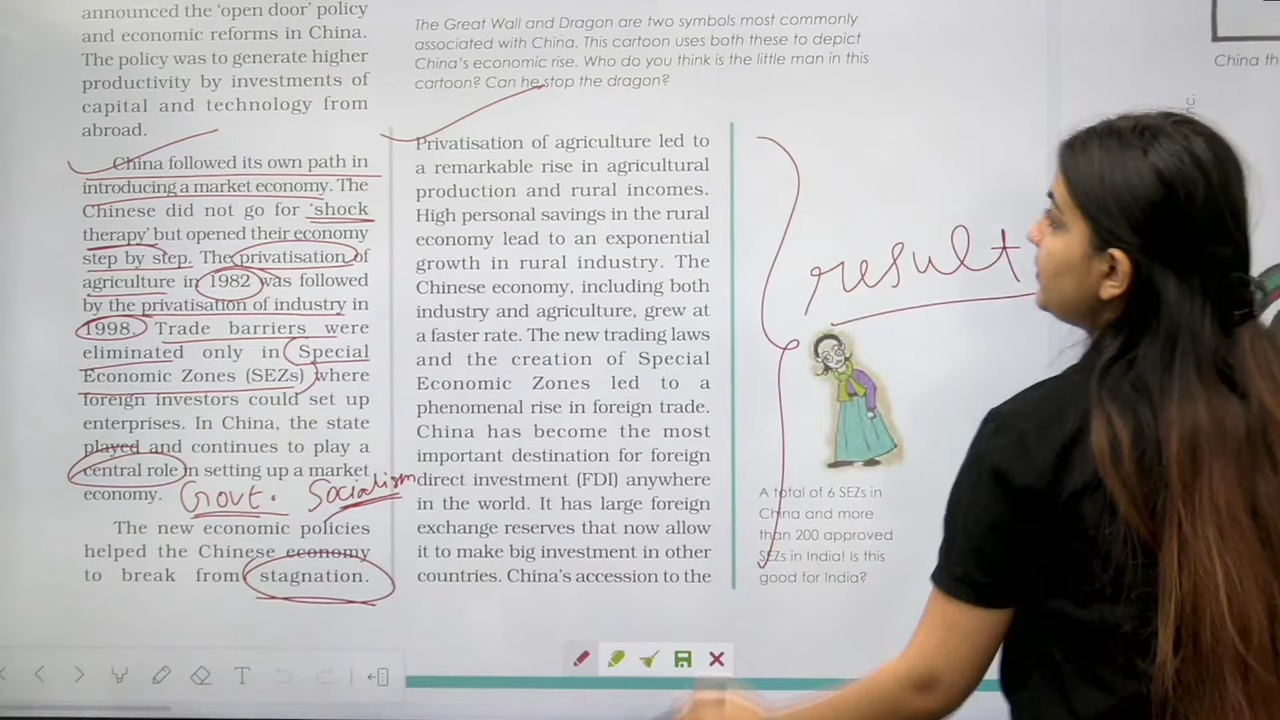 announced the ‘open door’ policy
and economic reforms in China.
The policy was to generate higher
productivity by investments of
capital and technology from
abroad.
China followed its own path in
introducing a market economy. The
Chinese did not go for ‘shock
therapy’ but opened their economy
step by step. The privatisation of
agriculture in 1982 was followed
by the privatisation of industry in
1998. Trade barriers were
eliminated only in Special
Economic Zones (SEZs) where
foreign investors could set up
enterprises. In China, the state
played and continues to play a
central role in setting up a market
economy.
Govt. Socialism
The new economic policies
helped the Chinese economy
to break from stagnation.
The Great Wall and Dragon are two symbols most commonly
associated with China. This cartoon uses both these to depict
China’s economic rise. Who do you think is the little man in this
cartoon? Can he stop the dragon?
Privatisation of agriculture led to
a remarkable rise in agricultural
production and rural incomes.
High personal savings in the rural
economy lead to an exponential
growth in rural industry. The
Chinese economy, including both
industry and agriculture, grew at
a faster rate. The new trading laws
and the creation of Special
Economic Zones led to a
phenomenal rise in foreign trade.
China has become the most
important destination for foreign
direct investment (FDI) anywhere
in the world. It has large foreign
exchange reserves that now allow
it to make big investment in other
countries. China’s accession to the
result
A total of 6 SEZs in
China and more
than 200 approved
SEZs in India! Is this
good for India?
China th
nc.
T